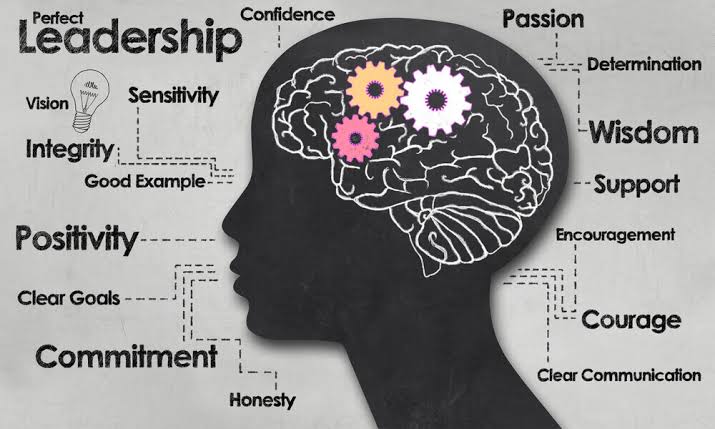 Perfect
Leadership
Confidence
Passion
Determination
Vision
Sensitivity
Integrity
Good Example
Wisdom
Support
Positivity
Encouragement
Clear Goals
Courage
Commitment
Clear Communication
Honesty